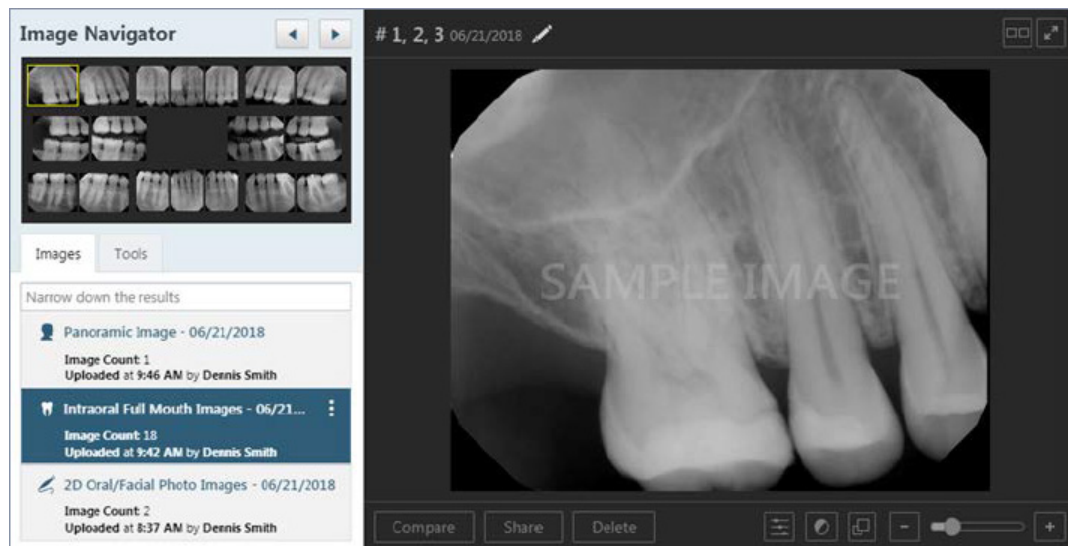 Image Navigator
Images
Tools
Narrow down the results
Panoramic Image - 06/21/2018
Image Count: 1
Uploaded at 9:46 AM by Dennis Smith
Intraoral Full Mouth Images - 06/21...
Image Count: 18
Uploaded at 9:42 AM by Dennis Smith
2D Oral/Facial Photo Images - 06/21/2018
Image Count: 2
Uploaded at 8:37 AM by Dennis Smith
# 1, 2, 3 06/21/2018
SAMPLE IMAGE
Compare
Share
Delete